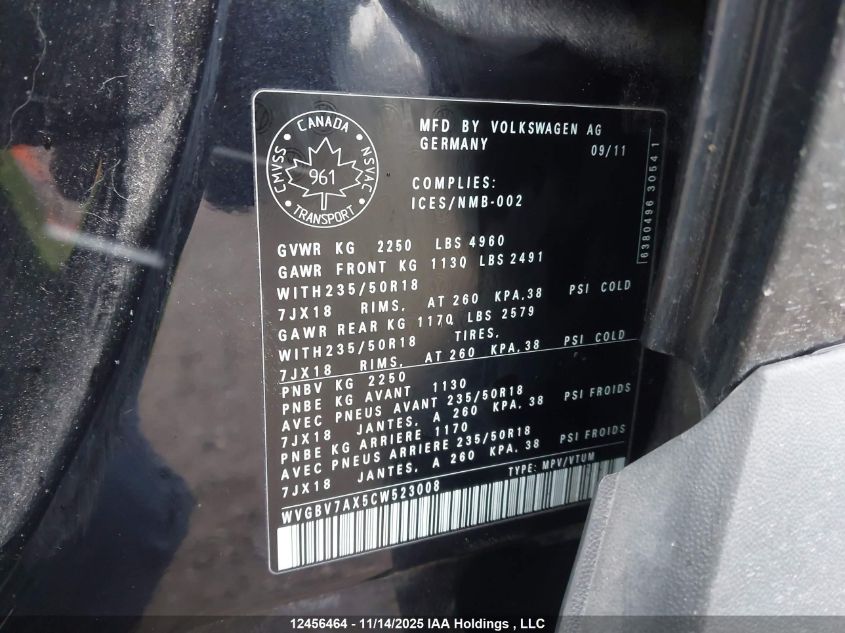 CANADA
CMVSS
NSVAC
961
TRANSPORT
MFD BY VOLKSWAGEN AG
GERMANY
09/11
COMPLIES:
ICES/NMB-002
6380496 3054 1
GVWR KG 2250 LBS 4960
GAWR FRONT KG 1130 LBS 2491
WITH235/50R18
7JX18 RIMS, AT 260 KPA,38 PSI COLD
GAWR REAR KG 1170 LBS 2579
WITH235/50R18 TIRES,
7JX18 RIMS, AT 260 KPA,38 PSI COLD
PNBV KG 2250
PNBE KG AVANT 1130
AVEC PNEUS AVANT 235/50R18
7JX18 JANTES, A 260 KPA, 38 PSI FROIDS
PNBE KG ARRIERE 1170
AVEC PNEUS ARRIERE 235/50R18
7JX18 JANTES, A 260 KPA, 38 PSI FROIDS
TYPE: MPV/VTUM
WVGBV7AX5CW523008
12456464 - 11/14/2025 IAA Holdings , LLC